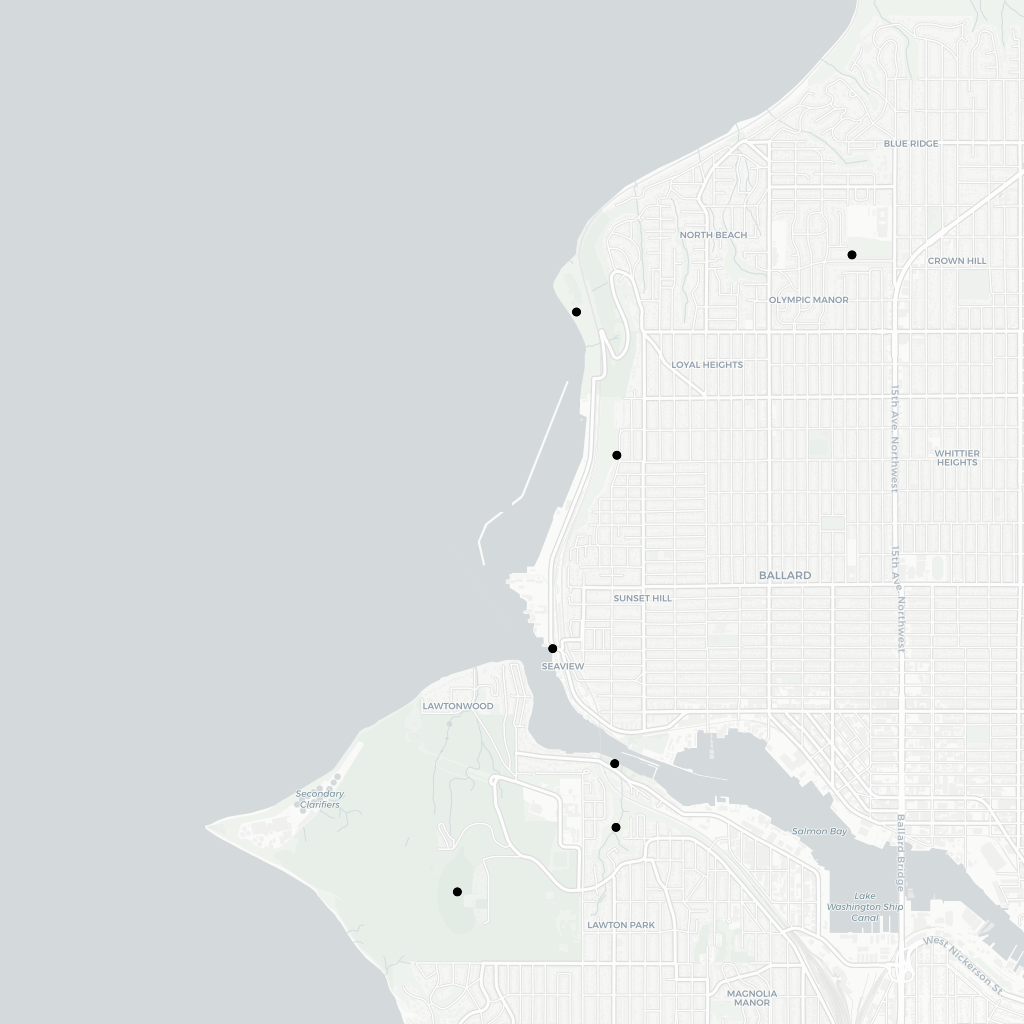 BLUE RIDGE
NORTH BEACH
CROWN HILL
OLYMPIC MANOR
LOYAL HEIGHTS
15th Ave Northwest
WHITTIER
HEIGHTS
BALLARD
15th Ave Northwest
SUNSET HILL
SEAVIEW
LAWTONWOOD
Secondary
Clarifiers
Salmon Bay
Ballard Bridge
Lake
Washington Ship
Canal
LAWTON PARK
West Nickerson St
MAGNOLIA
MANOR